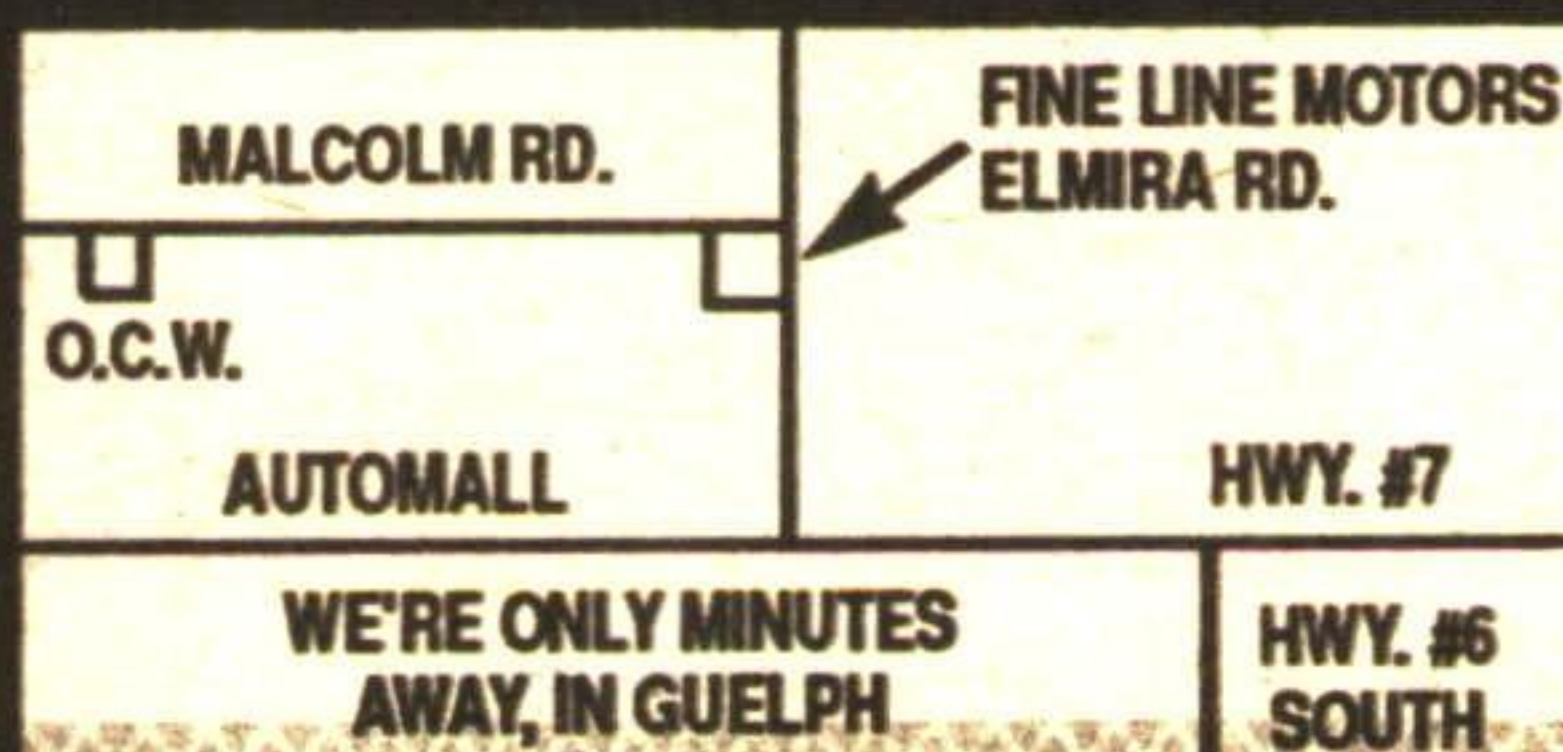 MALCOLM RD.
FINE LINE MOTORS
ELMIRA RD.
O.C.W.
AUTOMALL
HWY. #7
WE'RE ONLY MINUTES
AWAY, IN GUELPH
HWY. #6
SOUTH